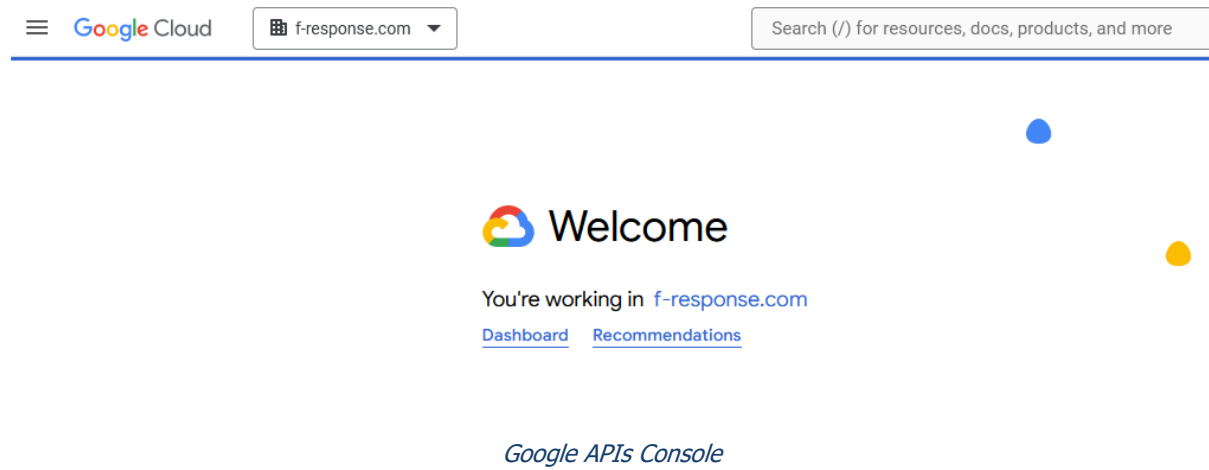 Google Cloud f-response.com Search (/) for resources, docs, products, and more
Welcome
You're working in f-response.com
Dashboard Recommendations
Google APIs Console